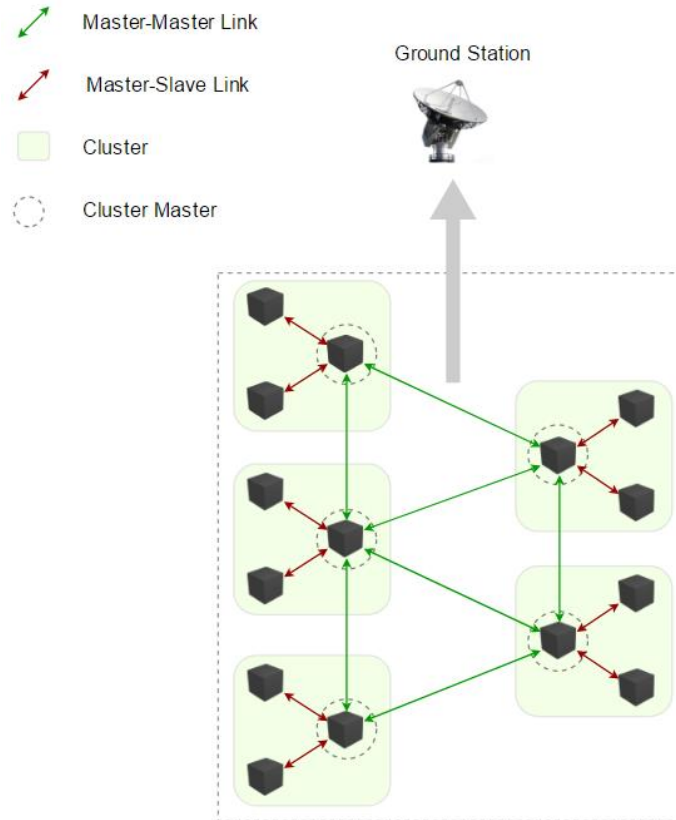 Master-Master Link
Ground Station
Master-Slave Link
Cluster
Cluster Master